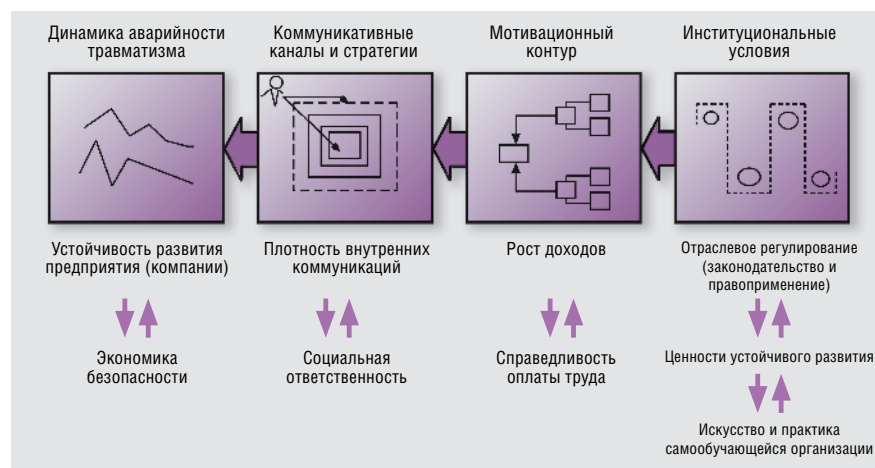 Динамика аварийности
травматизма
Коммуникативные
каналы и стратегии
Мотивационный
контур
Институциональные
условия
Устойчивость развития
предприятия (компании)
Плотность внутренних
коммуникаций
Рост доходов
Отраслевое регулирование
(законодательство и
правоприменение)
Экономика
безопасности
Социальная
ответственность
Справедливость
оплаты труда
Ценности устойчивого развития
Искусство и практика
самообучающейся организации